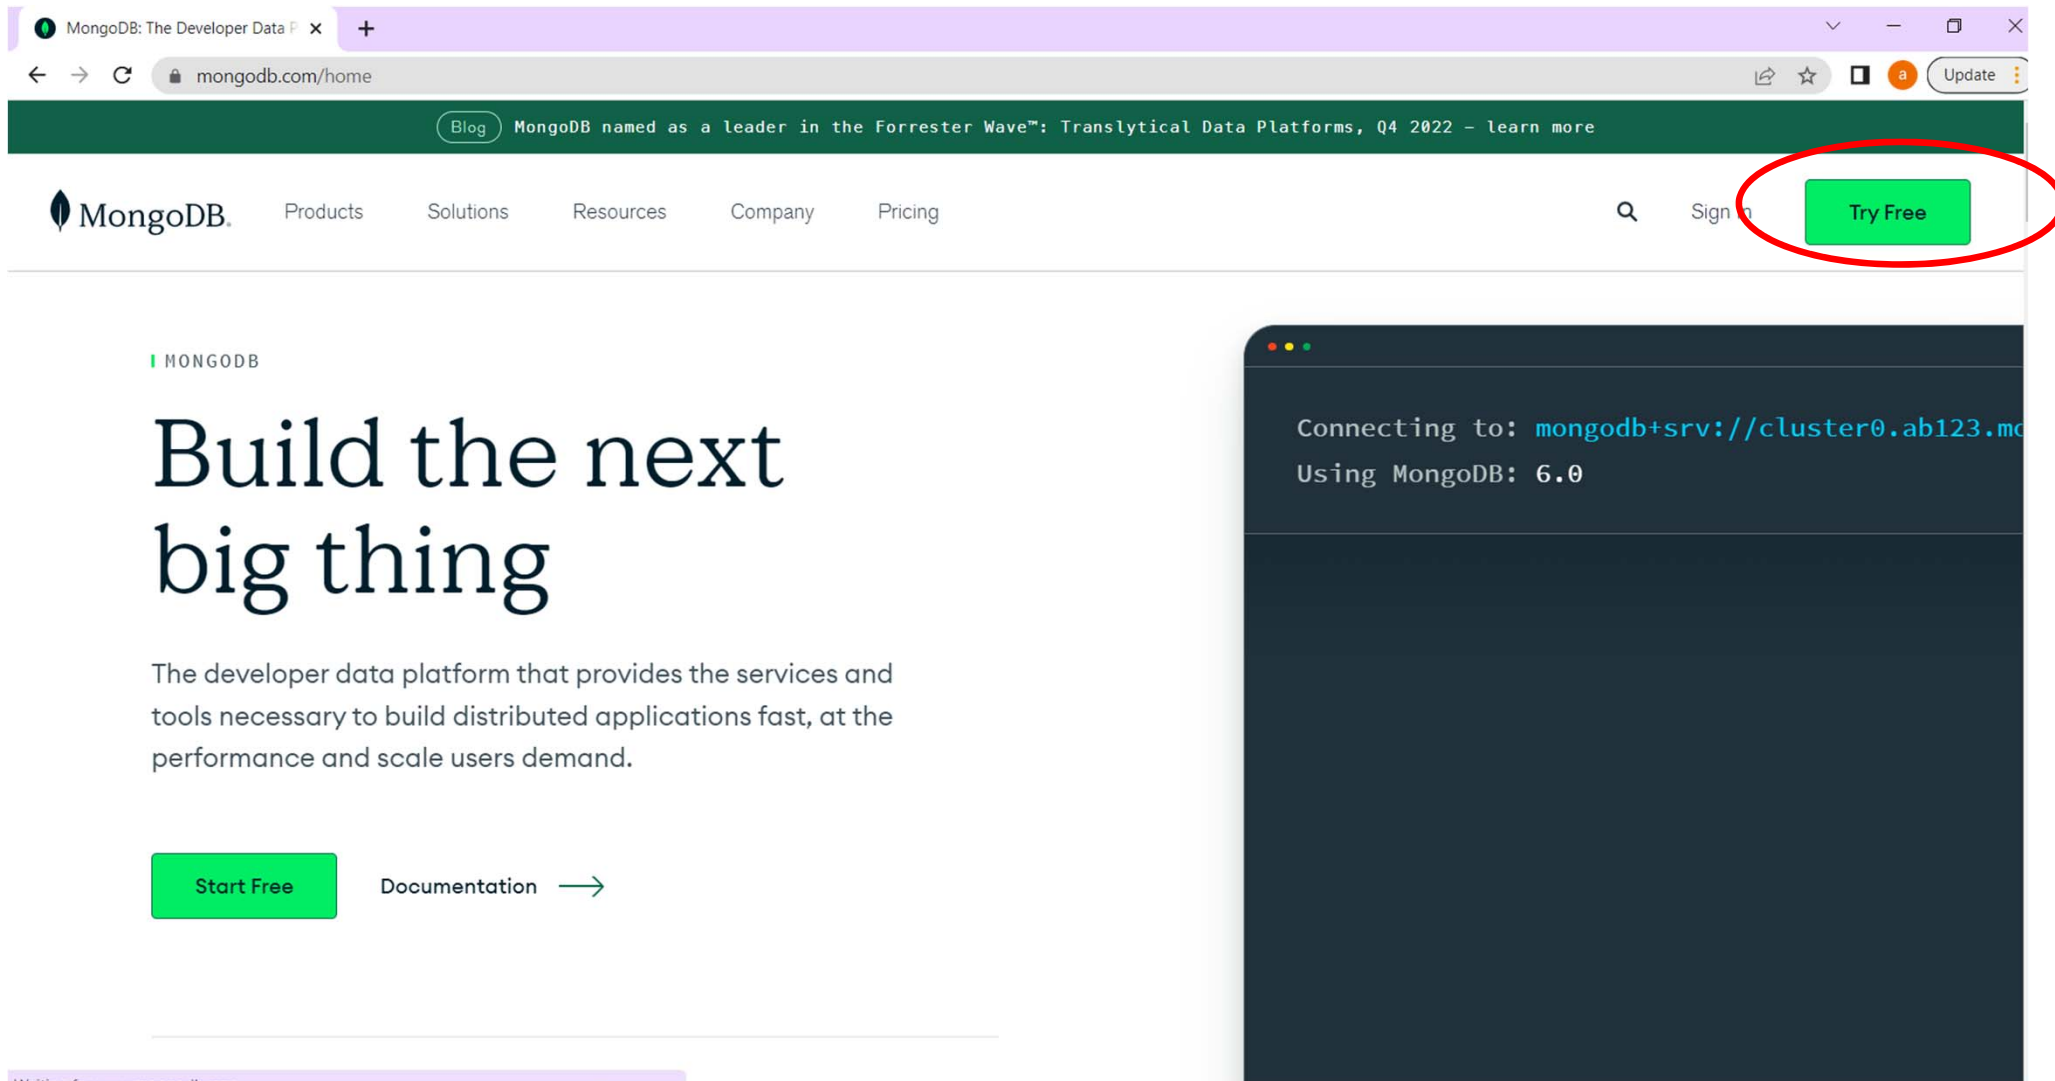 MongoDB: The Developer Data P
mongodb.com/home
a
Update
Blog MongoDB named as a leader in the Forrester Wave™: Translytical Data Platforms, Q4 2022 – learn more
MongoDB.
Products
Solutions
Resources
Company
Pricing
Sign In
Try Free
MONGODB
Build the next
big thing
The developer data platform that provides the services and
tools necessary to build distributed applications fast, at the
performance and scale users demand.
Start Free
Documentation
Connecting to: mongodb+srv://cluster0.ab123.mo
Using MongoDB: 6.0